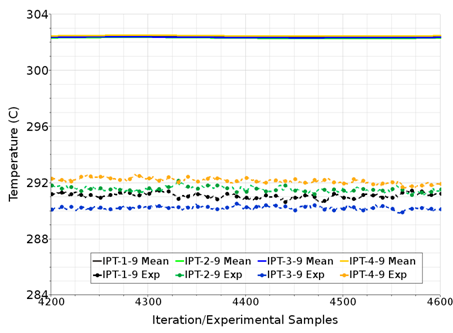 304
300
296
292
288
284
Temperature (C)
IPT-1-9 Mean IPT-2-9 Mean IPT-3-9 Mean IPT-4-9 Mean
IPT-1-9 Exp IPT-2-9 Exp IPT-3-9 Exp IPT-4-9 Exp
4200 4300 4400 4500 4600
Iteration/Experimental Samples